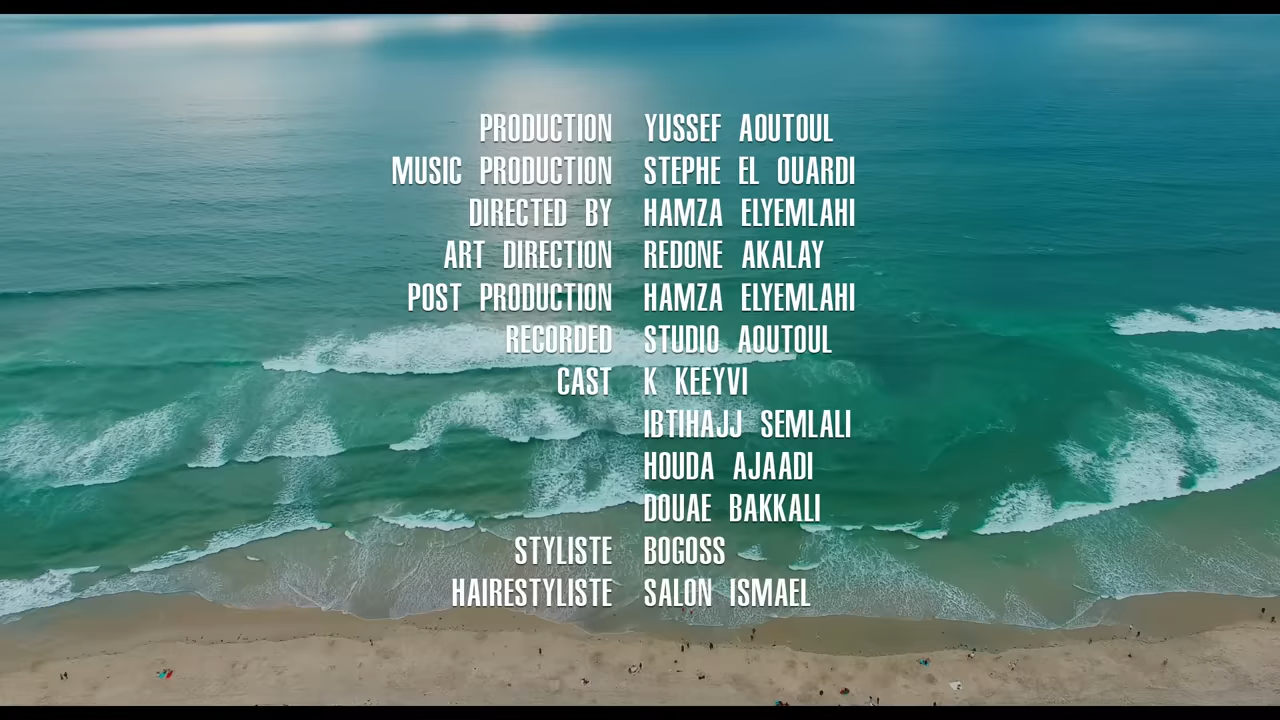 PRODUCTION YUSSEF AOUTOUL
MUSIC PRODUCTION STEPHE EL OUARDI
DIRECTED BY HAMZA ELYEMLAHI
ART DIRECTION REDONE AKALAY
POST PRODUCTION HAMZA ELYEMLAHI
RECORDED STUDIO AOUTOUL
CAST K KEEYVI
IBTIHAJJ SEMLALI
HOUDA AJAADI
DOUAE BAKKALI
STYLISTE BOGOSS
HAIRESTYLISTE SALON ISMAEL